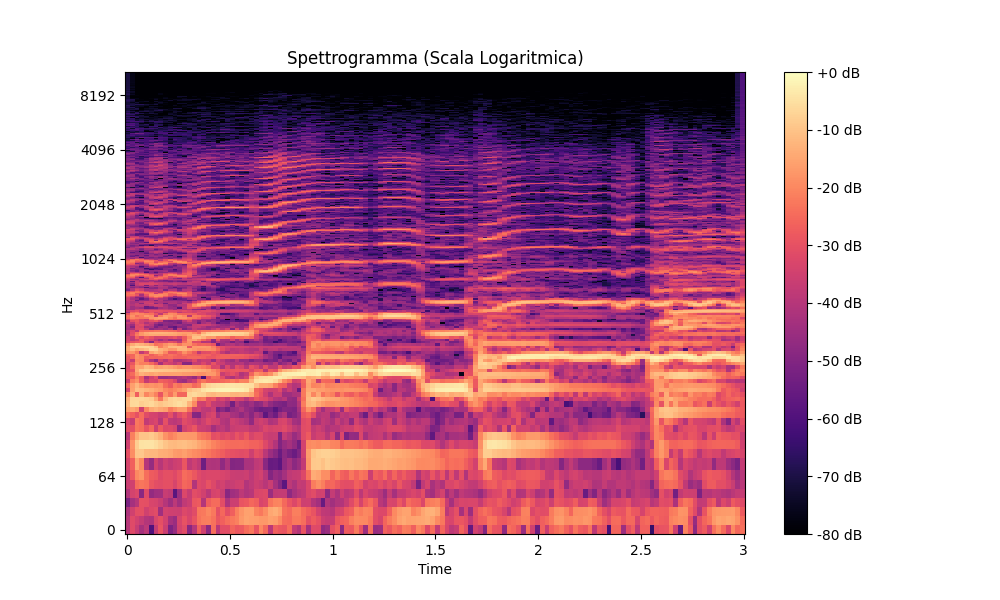 Spettrogramma (Scala Logaritmica)
Hz
8192
4096
2048
1024
512
256
128
64
0
0
0.5
1
1.5
2
2.5
3
Time
+0 dB
-10 dB
-20 dB
-30 dB
-40 dB
-50 dB
-60 dB
-70 dB
-80 dB